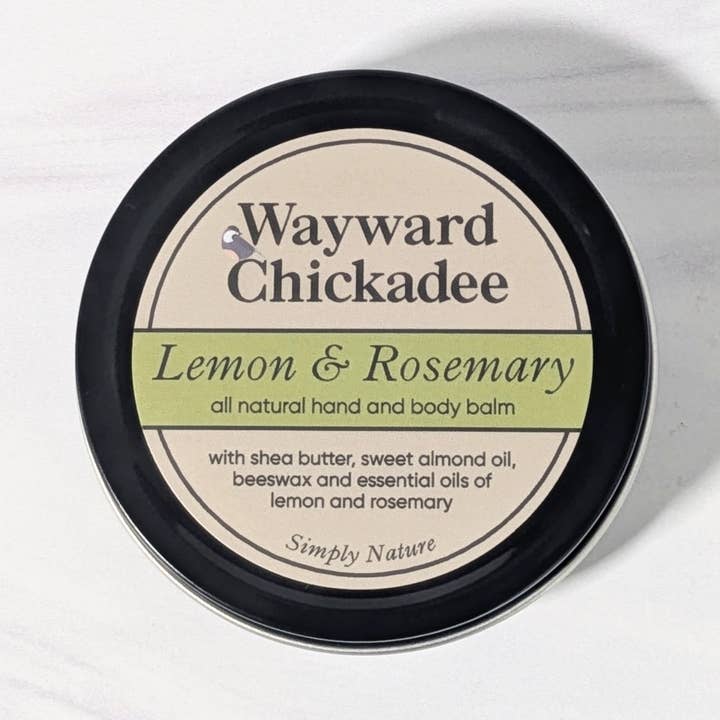 Wayward
Chickadee
Lemon & Rosemary
all natural hand and body balm
with shea butter, sweet almond oil,
beeswax and essential oils of
lemon and rosemary
Simply Nature